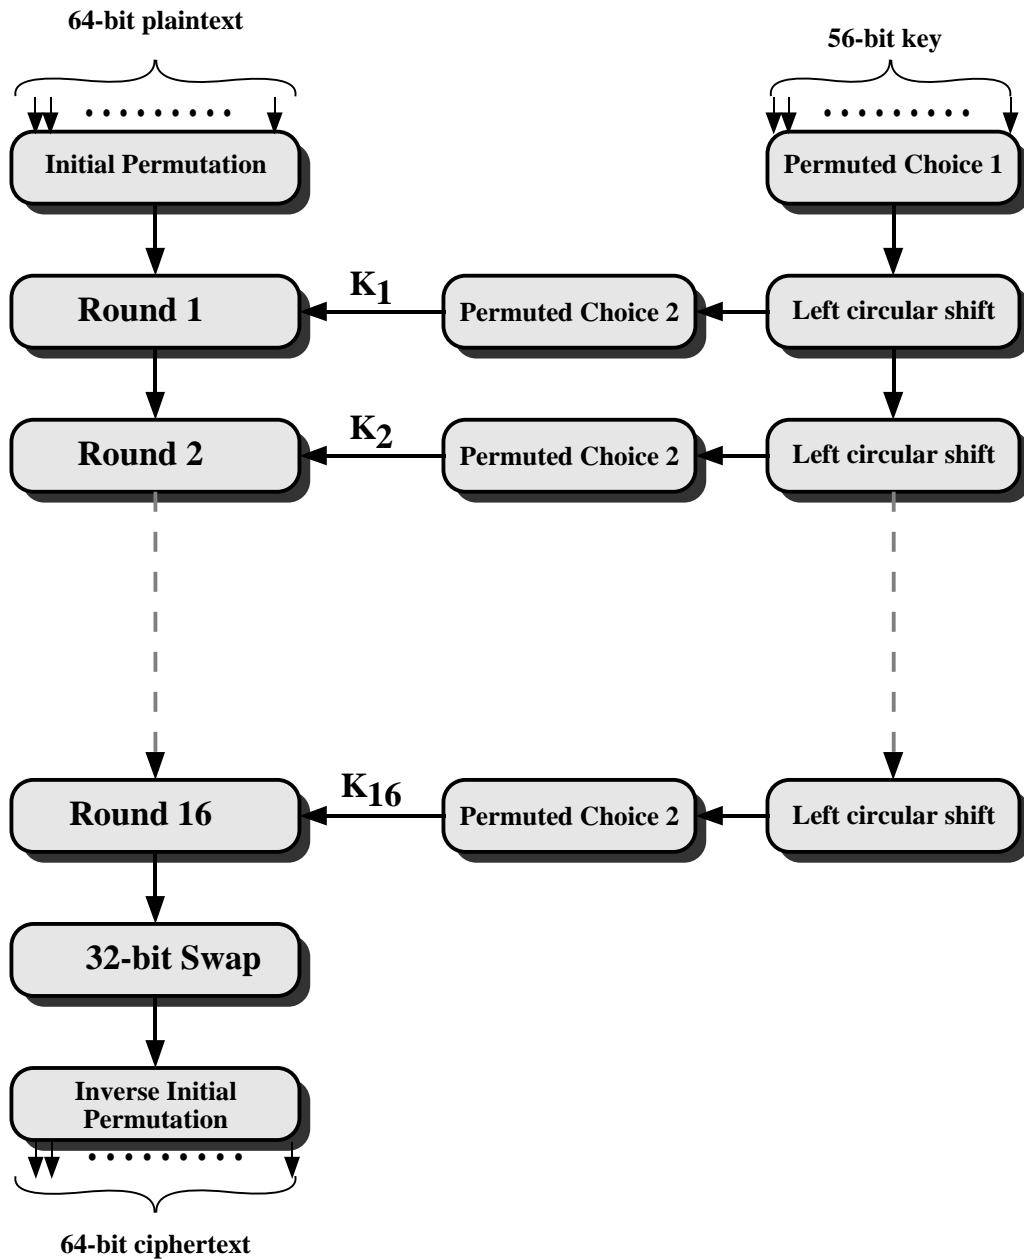 64-bit plaintext
56-bit key
Initial Permutation
Permuted Choice 1
Round 1
K1
Permuted Choice 2
Left circular shift
Round 2
K2
Permuted Choice 2
Left circular shift
Round 16
K16
Permuted Choice 2
Left circular shift
32-bit Swap
Inverse Initial
Permutation
64-bit ciphertext